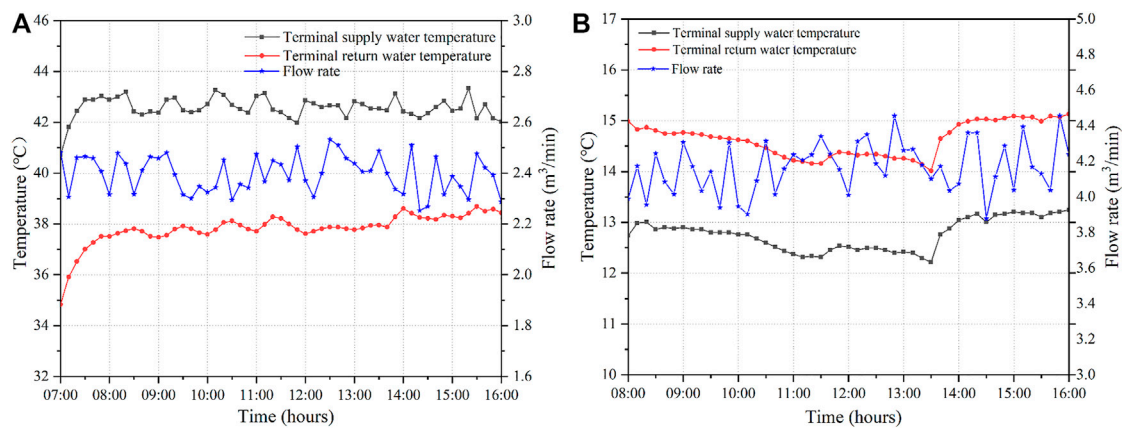 A
46
43
40
38
35
34
32
Temperature (℃)
Terminal supply water temperature
Terminal return water temperature
Flow rate
3.0
2.8
2.7
2.6
2.4
2.2
2.1
2.0
1.8
1.6
Flow rate (m³/min)
07:00 08:00 09:00 10:00 11:00 12:00 13:00 14:00 15:00 16:00
Time (hours)
B
17
16
15
14
13
12
11
10
Temperature (℃)
Terminal supply water temperature
Terminal return water temperature
Flow rate
5.0
4.8
4.6
4.4
4.2
4.0
3.8
3.6
3.4
3.2
3.0
Flow rate (m³/min)
08:00 09:00 10:00 11:00 12:00 13:00 14:00 15:00 16:00
Time (hours)